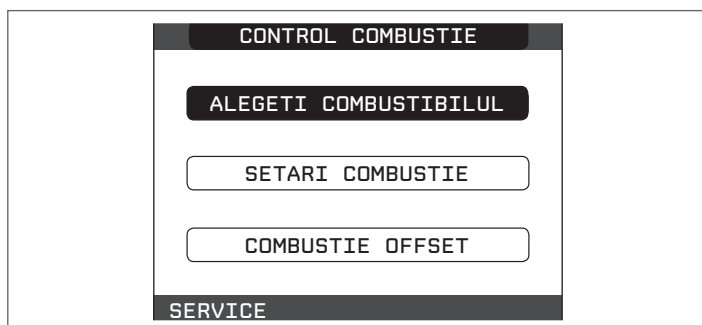 CONTROL COMBUSTIE
ALEGETI COMBUSTIBILUL
SETARI COMBUSTIE
COMBUSTIE OFFSET
SERVICE